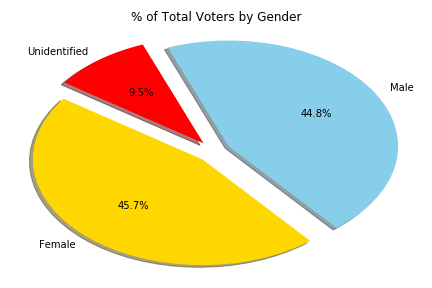 % of Total Voters by Gender
Unidentified
9.5%
Male
44.8%
45.7%
Female